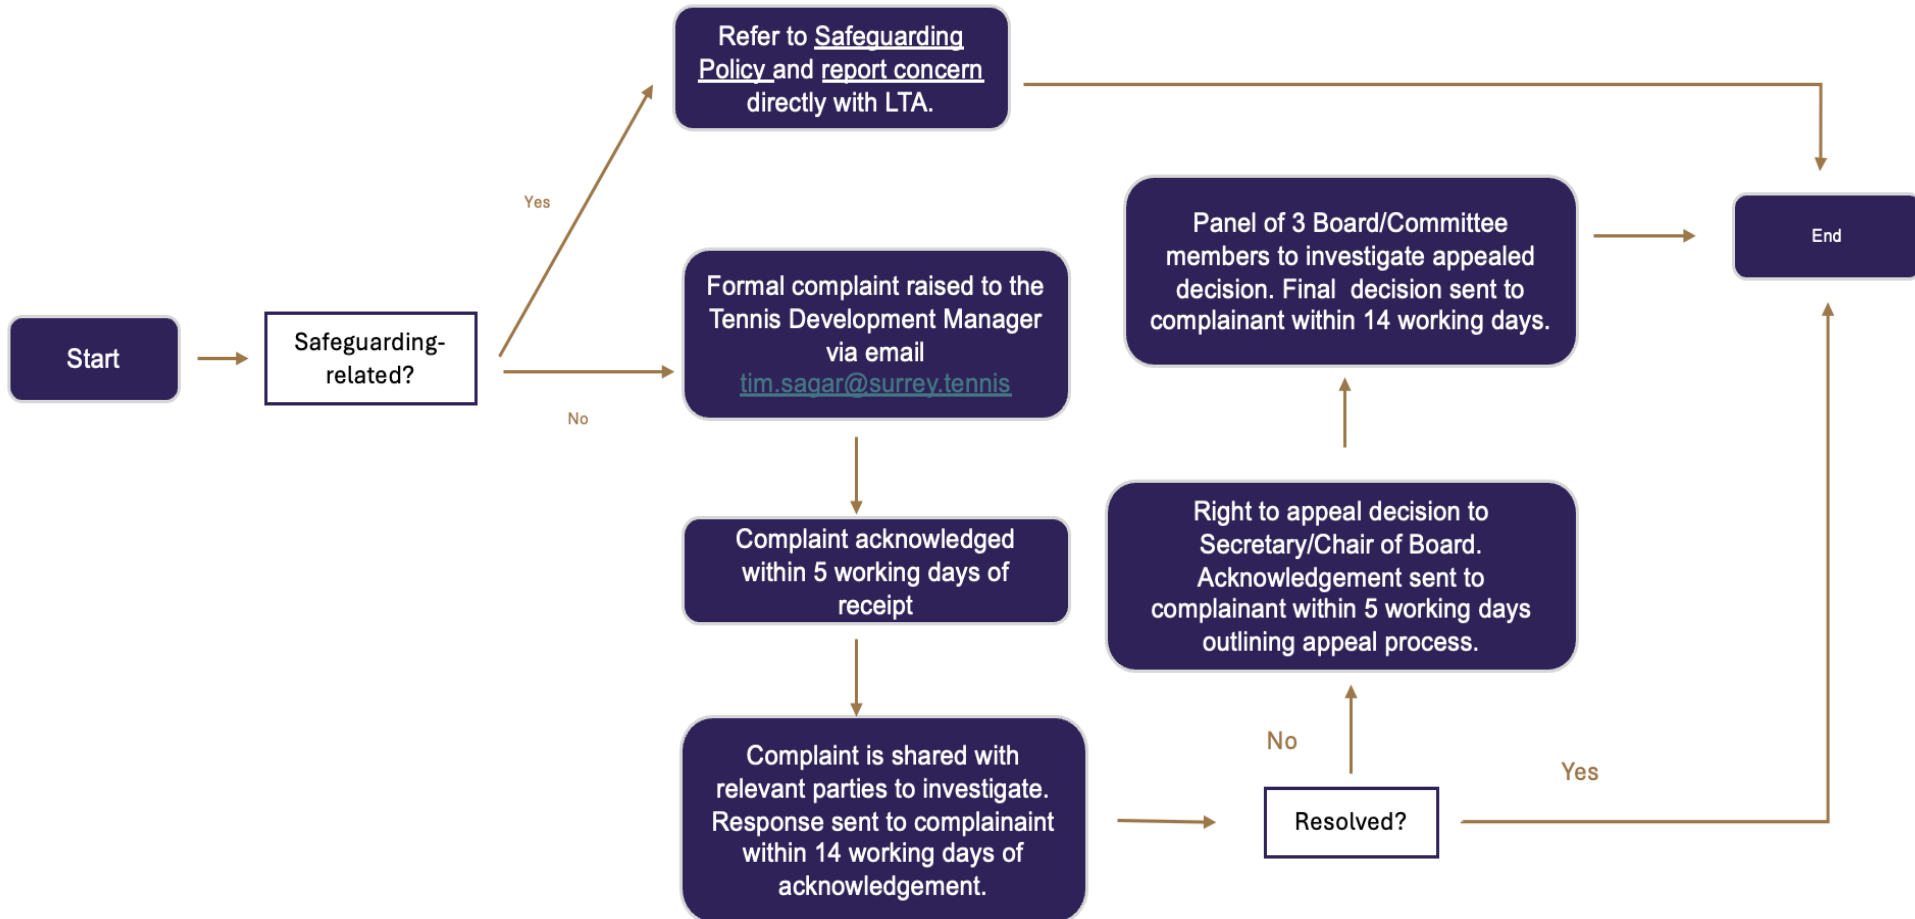 Refer to Safeguarding
Policy and report concern
directly with LTA.
Yes
Start
Safeguarding-
related?
No
Formal complaint raised to the
Tennis Development Manager
via email
tim.sagar@surrey.tennis
Complaint acknowledged
within 5 working days of
receipt
Complaint is shared with
relevant parties to investigate.
Response sent to complainaint
within 14 working days of
acknowledgement.
Resolved?
No
Yes
Right to appeal decision to
Secretary/Chair of Board.
Acknowledgement sent to
complainant within 5 working days
outlining appeal process.
Panel of 3 Board/Committee
members to investigate appealed
decision. Final  decision sent to
complainant within 14 working days.
End